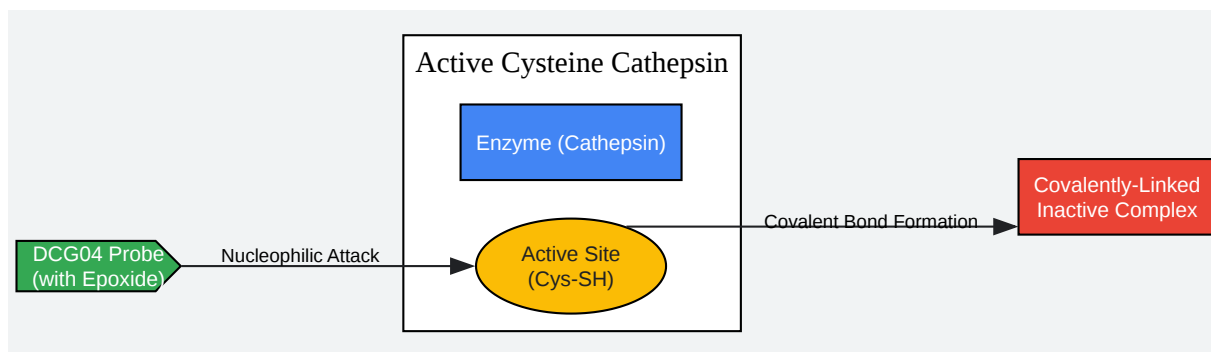 Active Cysteine Cathepsin
Enzyme (Cathepsin)
DCG04 Probe
(with Epoxide)
Nucleophilic Attack
Active Site
(Cys-SH)
Covalent Bond Formation
Covalently-Linked
Inactive Complex